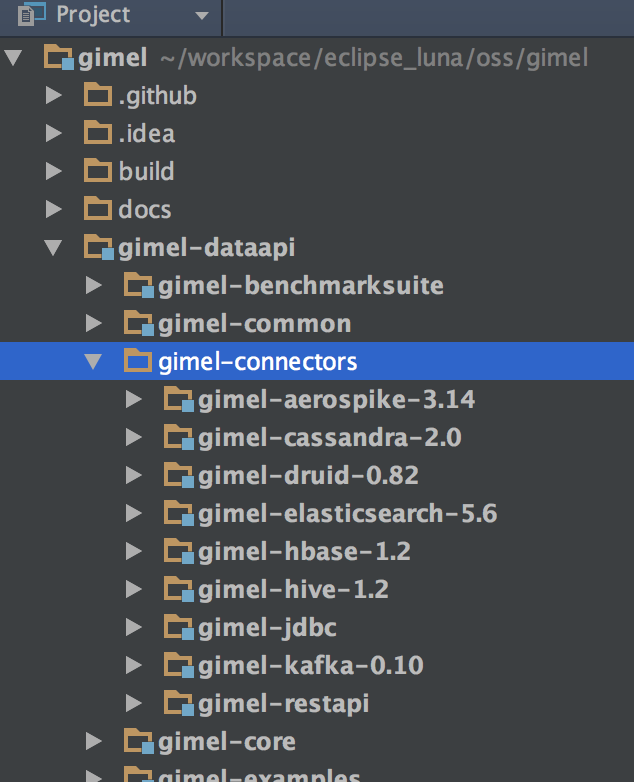 Project
gimel ~/workspace/eclipse_luna/oss/gimel
.github
.idea
build
docs
gimel-dataapi
gimel-benchmarksuite
gimel-common
gimel-connectors
gimel-aerospike-3.14
gimel-cassandra-2.0
gimel-druid-0.82
gimel-elasticsearch-5.6
gimel-hbase-1.2
gimel-hive-1.2
gimel-jdbc
gimel-kafka-0.10
gimel-restapi
gimel-core
gimel-examples